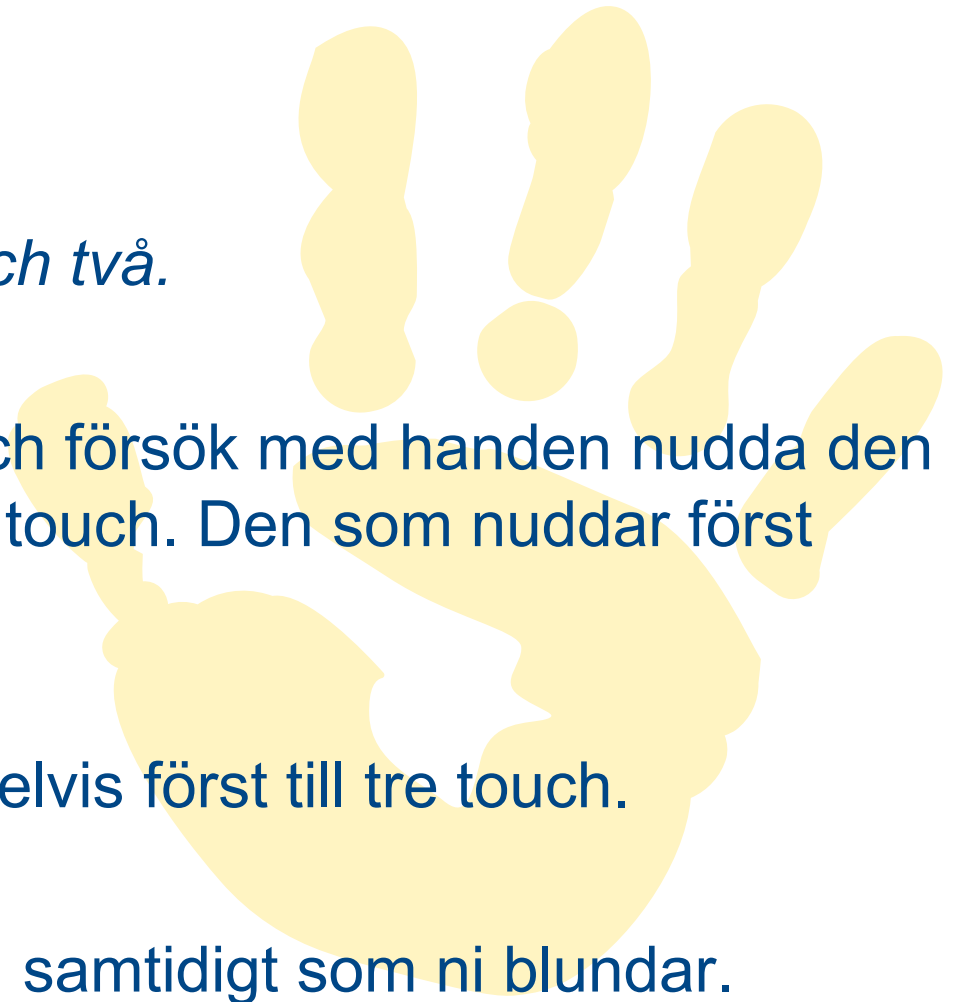 ch två.
ch försök med handen nudda den
touch. Den som nuddar först
elvis först till tre touch.
samtidigt som ni blundar.